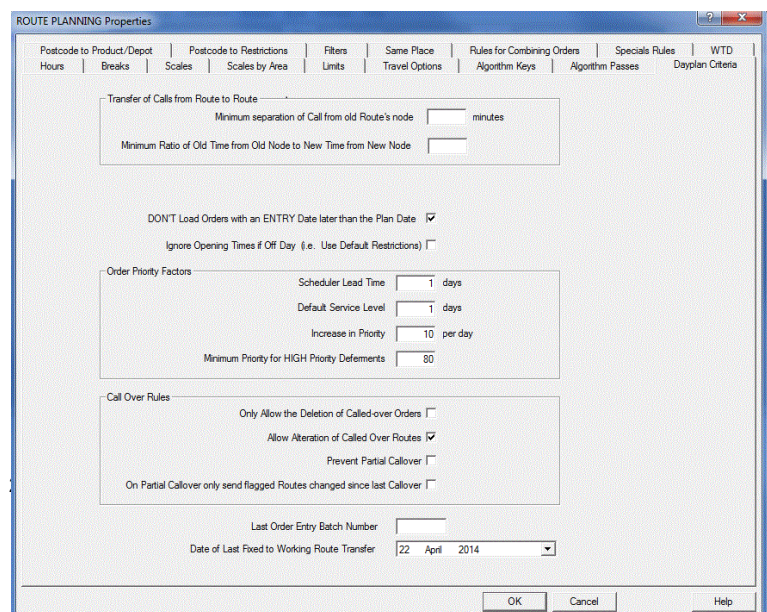 ROUTE PLANNING Properties
Postcode to Product/Depot Postcode to Restrictions Filters Same Place Rules for Combining Orders Specials Rules WTD
Hours Breaks Scales Scales by Area Limits Travel Options Algorithm Keys Algorithm Passes Dayplan Criteria
Transfer of Calls from Route to Route
Minimum separation of Call from old Route's node minutes
Minimum Ratio of Old Time from Old Node to New Time from New Node
DON'T Load Orders with an ENTRY Date later than the Plan Date
Ignore Opening Times if Off Day (i.e. Use Default Restrictions)
Order Priority Factors
Scheduler Lead Time 1 days
Default Service Level 1 days
Increase in Priority 10 per day
Minimum Priority for HIGH Priority Deferments 80
Call Over Rules
Only Allow the Deletion of Called-over Orders
Allow Alteration of Called Over Routes
Prevent Partial Callover
On Partial Callover only send flagged Routes changed since last Callover
Last Order Entry Batch Number
Date of Last Fixed to Working Route Transfer 22 April 2014
OK Cancel Help